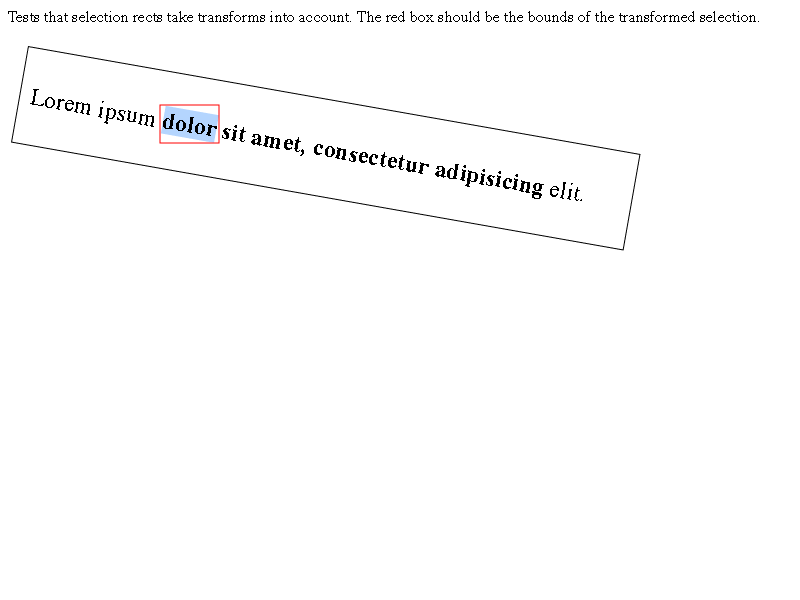 Tests that selection rects take transforms into account. The red box should be the bounds of the transformed selection.
Lorem ipsum dolor sit amet, consectetur adipisicing elit.